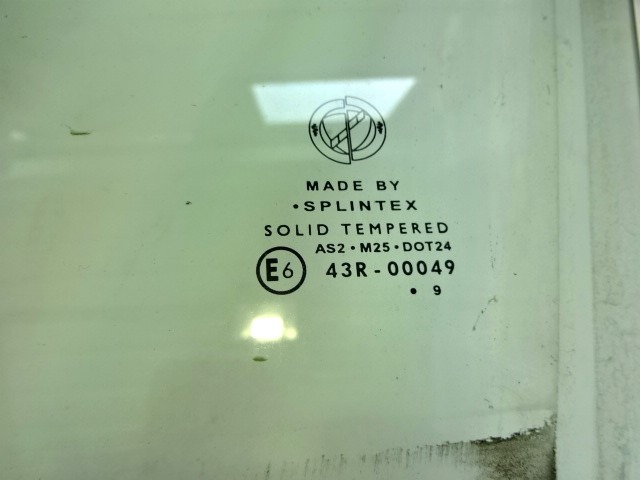 MADE BY
•SPLINTEX
SOLID TEMPERED
AS2•M25•DOT24
E6 43R-00049
• 9